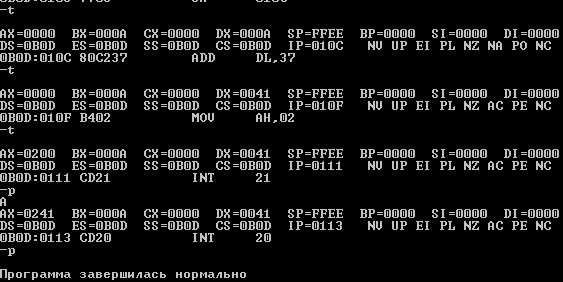 -t

AX=0000  BX=000A  CX=0000  DX=000A  SP=FFEE  BP=0000  SI=0000  DI=0000
DS=0B0D  ES=0B0D  SS=0B0D  CS=0B0D  IP=010C   NV UP EI PL NZ NA PO NC
0B0D:010C 80C237        ADD     DL,37
-t

AX=0000  BX=000A  CX=0000  DX=0041  SP=FFEE  BP=0000  SI=0000  DI=0000
DS=0B0D  ES=0B0D  SS=0B0D  CS=0B0D  IP=010F   NV UP EI PL NZ AC PE NC
0B0D:010F B402          MOV     AH,02
-t

AX=0200  BX=000A  CX=0000  DX=0041  SP=FFEE  BP=0000  SI=0000  DI=0000
DS=0B0D  ES=0B0D  SS=0B0D  CS=0B0D  IP=0111   NV UP EI PL NZ AC PE NC
0B0D:0111 CD21          INT     21
-p
A
AX=0241  BX=000A  CX=0000  DX=0041  SP=FFEE  BP=0000  SI=0000  DI=0000
DS=0B0D  ES=0B0D  SS=0B0D  CS=0B0D  IP=0113   NV UP EI PL NZ AC PE NC
0B0D:0113 CD20          INT     20
-p

Программа завершилась нормально